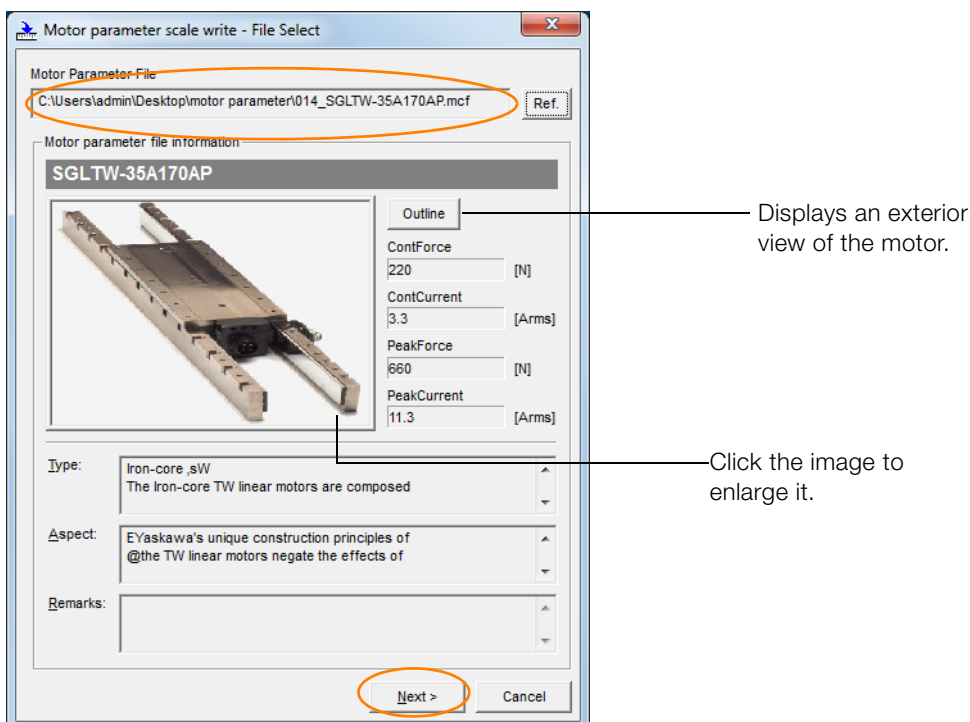 Motor parameter scale write - File Select
x
Motor Parameter File
C:\Users\admin\Desktop\motor parameter\014_SGLTW-35A170AP.mcf
Ref.
Motor parameter file information
SGLTW-35A170AP
Outline
Displays an exterior
view of the motor.
ContForce
220 [N]
ContCurrent
3.3 [Arms]
PeakForce
660 [N]
PeakCurrent
11.3 [Arms]
Click the image to
enlarge it.
Type:
Iron-core ,sW
The Iron-core TW linear motors are composed
Aspect:
EYaskawa's unique construction principles of
@the TW linear motors negate the effects of
Remarks:
Next >
Cancel